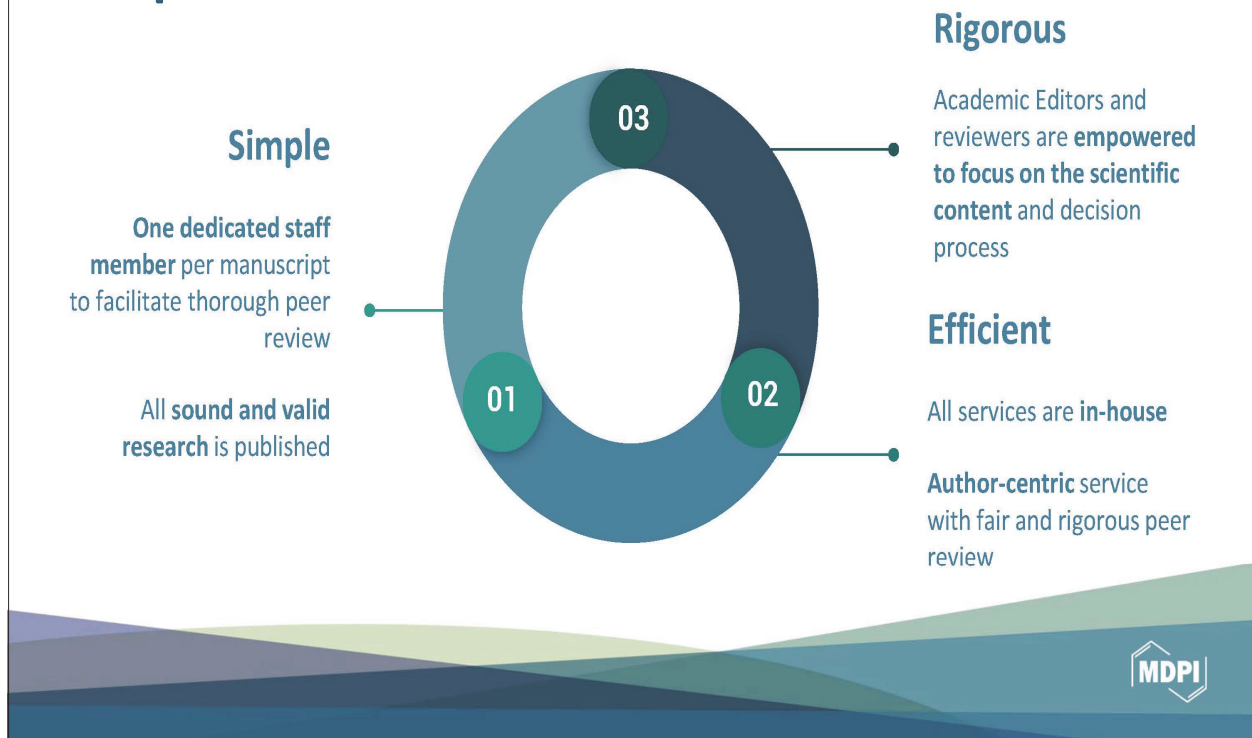 Simple
One dedicated staff
member per manuscript
to facilitate thorough peer
review
All sound and valid
research is published
03
01
02
Rigorous
Academic Editors and
reviewers are empowered
to focus on the scientific
content and decision
process
Efficient
All services are in-house
Author-centric service
with fair and rigorous peer
review
MDPI